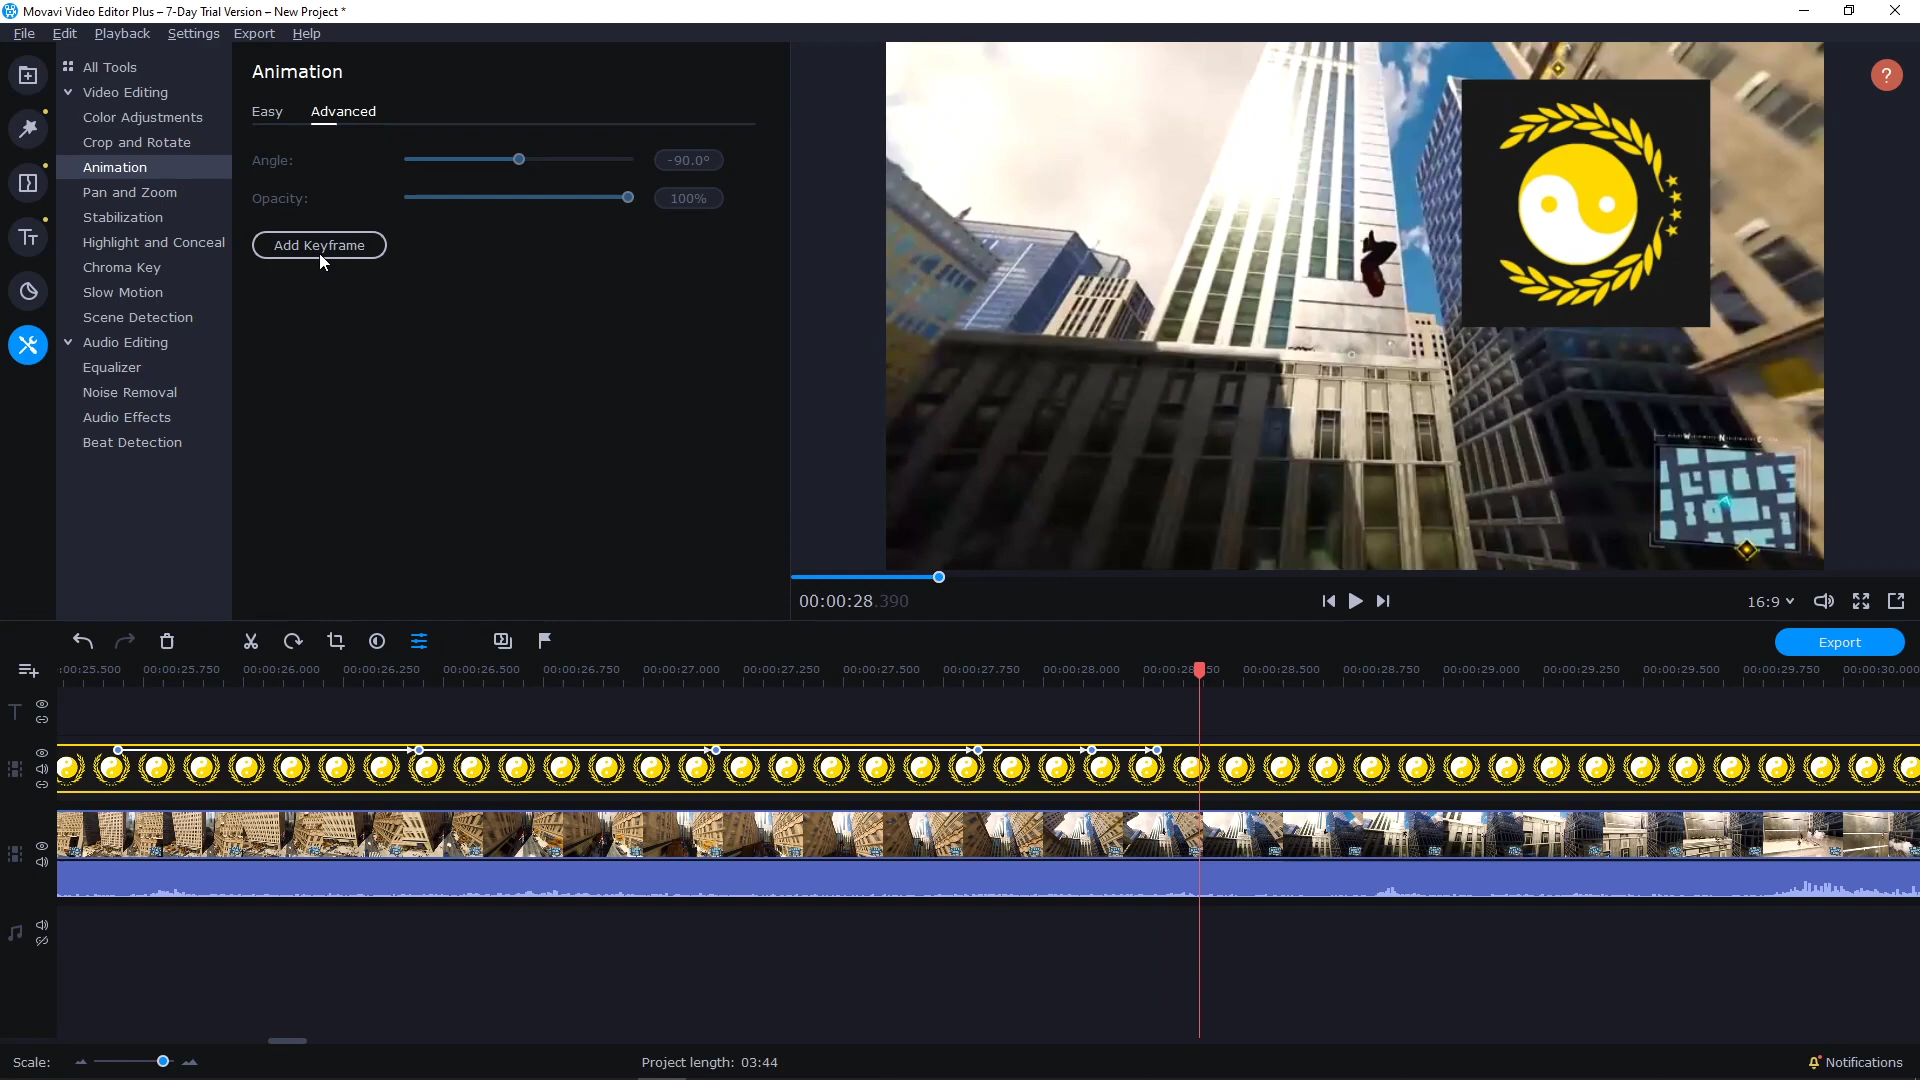 Movavi Video Editor Plus – 7-Day Trial Version – New Project *
File Edit Playback Settings Export Help
All Tools
Video Editing
Color Adjustments
Crop and Rotate
Animation
Pan and Zoom
Stabilization
Highlight and Conceal
Chroma Key
Slow Motion
Scene Detection
Audio Editing
Equalizer
Noise Removal
Audio Effects
Beat Detection
Animation
Easy Advanced
Angle: -90.0°
Opacity: 100%
Add Keyframe
?
W N E
00:00:28.390
16:9
Export
:00:25.500 00:00:25.750 00:00:26.000 00:00:26.250 00:00:26.500 00:00:26.750 00:00:27.000 00:00:27.250 00:00:27.500 00:00:27.750 00:00:28.000 00:00:28 50 00:00:28.500 00:00:28.750 00:00:29.000 00:00:29.250 00:00:29.500 00:00:29.750 00:00:30.000
Scale:
Project length: 03:44
Notifications